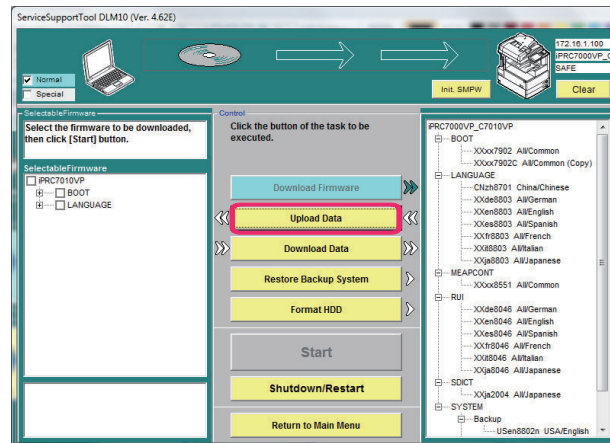 ServiceSupportTool DLM10 (Ver. 4.62E)
Normal
Special
172.16.1.100
iPRC7000VP_C
SAFE
Init. SMPW
Clear
SelectableFirmware
Select the firmware to be downloaded,
then click [Start] button.
SelectableFirmware
iPRC7010VP
BOOT
LANGUAGE
Control
Click the button of the task to be
executed.
Download Firmware
Upload Data
Download Data
Restore Backup System
Format HDD
Start
Shutdown/Restart
Return to Main Menu
iPRC7000VP_C7010VP
BOOT
XXxx7902 All/Common
XXxx7902C All/Common (Copy)
LANGUAGE
CNzh8701 China/Chinese
XXde8803 All/German
XXen8803 All/English
XXes8803 All/Spanish
XXfr8803 All/French
XXit8803 All/Italian
XXja8803 All/Japanese
MEAPCONT
XXxx8551 All/Common
RUI
XXde8046 All/German
XXen8046 All/English
XXes8046 All/Spanish
XXfr8046 All/French
XXit8046 All/Italian
XXja8046 All/Japanese
SDICT
XXja2004 All/Japanese
SYSTEM
Backup
USen8802n USA/English